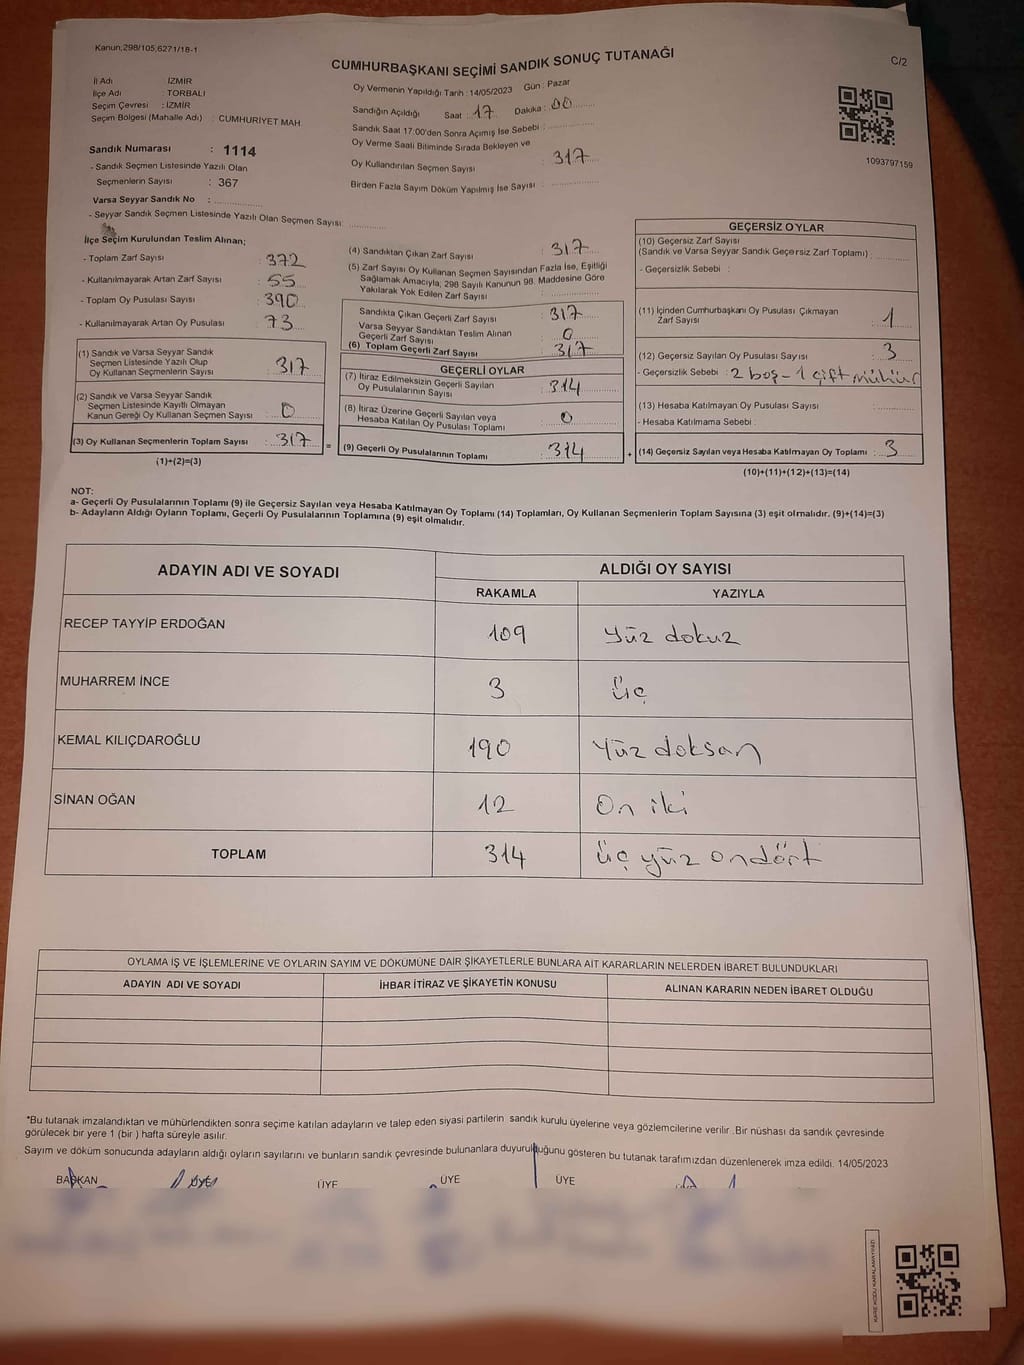 Kanun,298/105,6271/18-1
CUMHURBAŞKANI SEÇİMİ SANDIK SONUÇ TUTANAĞI
C/2
İl Adı : İZMİR
İlçe Adı : TORBALI
Seçim Çevresi : İZMİR
Seçim Bölgesi (Mahalle Adı) : CUMHURİYET MAH.
Sandık Numarası : 1114
- Sandık Seçmen Listesinde Yazılı Olan
Seçmenlerin Sayısı : 367
Varsa Seyyar Sandık No :
- Seyyar Sandık Seçmen Listesinde Yazılı Olan Seçmen Sayısı:
Oy Vermenin Yapıldığı Tarih :14/05/2023 Gün : Pazar
Sandığın Açıldığı Saat : 17 Dakika : 00
Sandık Saat 17:00'den Sonra Açımış İse Sebebi :
Oy Verme Saali Bitiminde Sırada Bekleyen ve
Oy Kullandırılan Seçmen Sayısı : 317
Birden Fazla Sayım Döküm Yapılmış İse Sayısı :
1093797159
İlçe Seçim Kurulundan Teslim Alınan;
- Toplam Zarf Sayısı : 372
- Kullanılmayarak Artan Zarf Sayısı : 55
- Toplam Oy Pusulası Sayısı : 390
- Kullanılmayarak Artan Oy Pusulası : 73
(1) Sandık ve Varsa Seyyar Sandık
Seçmen Listesinde Yazılı Olup
Oy Kullanan Seçmenlerin Sayısı : 317
(2) Sandık ve Varsa Seyyar Sandık
Seçmen Listesinde Kayıtlı Olmayan
Kanun Gereği Oy Kullanan Seçmen Sayısı : 0
(3) Oy Kullanan Seçmenlerin Toplam Sayısı : 317 =
(1)+(2)=(3)
(4) Sandıktan Çıkan Zarf Sayısı : 317
(5) Zarf Sayısı Oy Kullanan Seçmen Sayısından Fazla İse, Eşitliği
Sağlamak Amacıyla; 298 Sayılı Kanunun 98. Maddesine Göre
Yakılarak Yok Edilen Zarf Sayısı :
Sandıkta Çıkan Geçerli Zarf Sayısı : 317
Varsa Seyyar Sandıktan Teslim Alınan
Geçerli Zarf Sayısı : 0
(6) Toplam Geçerli Zarf Sayısı : 317
GEÇERLİ OYLAR
(7) İtiraz Edilmeksizin Geçerli Sayılan
Oy Pusulalarının Sayısı : 314
(8) İtiraz Üzerine Geçerli Sayılan veya
Hesaba Katılan Oy Pusulaları Toplamı : 0
(9) Geçerli Oy Pusulalarının Toplamı : 314 +
GEÇERSİZ OYLAR
(10) Geçersiz Zarf Sayısı
(Sandık ve Varsa Seyyar Sandık Geçersiz Zarf Toplamı) :
- Geçersizlik Sebebi :
(11) İçinden Cumhurbaşkanı Oy Pusulası Çıkmayan
Zarf Sayısı : 1
(12) Geçersiz Sayılan Oy Pusulası Sayısı : 3
- Geçersizlik Sebebi : 2 boş - 1 çift mühür
(13) Hesaba Katılmayan Oy Pusulası Sayısı :
- Hesaba Katılmama Sebebi :
(14) Geçersiz Sayılan veya Hesaba Katılmayan Oy Toplamı : 3
(10)+(11)+(12)+(13)=(14)
NOT:
a- Geçerli Oy Pusulalarının Toplamı (9) ile Geçersiz Sayılan veya Hesaba Katılmayan Oy Toplamı (14) Toplamları, Oy Kullanan Seçmenlerin Toplam Sayısına (3) eşit olmalıdır. (9)+(14)=(3)
b- Adayların Aldığı Oyların Toplamı, Geçerli Oy Pusulalarının Toplamına (9) eşit olmalıdır.
ADAYIN ADI VE SOYADI ALDIĞI OY SAYISI
RAKAMLA YAZIYLA
RECEP TAYYİP ERDOĞAN 109 Yüz dokuz
MUHARREM İNCE 3 üç
KEMAL KILIÇDAROĞLU 190 Yüz doksan
SİNAN OĞAN 12 On iki
TOPLAM 314 üç yüz ondört
OYLAMA İŞ VE İŞLEMLERİNE VE OYLARIN SAYIM VE DÖKÜMÜNE DAİR ŞİKAYETLERLE BUNLARA AİT KARARLARIN NELERDEN İBARET BULUNDUKLARI
ADAYIN ADI VE SOYADI İHBAR İTİRAZ VE ŞİKAYETİN KONUSU ALINAN KARARIN NEDEN İBARET OLDUĞU
*Bu tutanak imzalandıktan ve mühürlendikten sonra seçime katılan adayların ve talep eden siyasi partilerin sandık kurulu üyelerine veya gözlemcilerine verilir. Bir nüshası da sandık çevresinde
görülecek bir yere 1 (bir ) hafta süreyle asılır.
Sayım ve döküm sonucunda adayların aldığı oyların sayılarını ve bunların sandık çevresinde bulunanlara duyurulduğunu gösteren bu tutanak tarafımızdan düzenlenerek imza edildi. 14/05/2023
BAŞKAN ÜYE ÜYE ÜYE ÜYE
KARE KODU KARALAMAYINIZ!